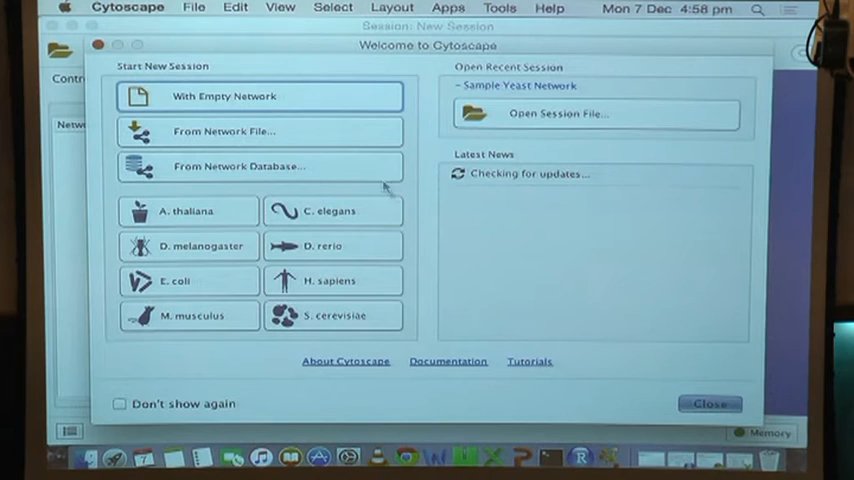 Cytoscape File Edit View Select Layout Apps Tools Help Mon 7 Dec 4:58 pm
Session: New Session
Welcome to Cytoscape
Contr
Netw
Start New Session
With Empty Network
From Network File...
From Network Database...
A. thaliana
C. elegans
D. melanogaster
D. rerio
E. coli
H. sapiens
M. musculus
S. cerevisiae
Open Recent Session
- Sample Yeast Network
Open Session File...
Latest News
Checking for updates...
About Cytoscape Documentation Tutorials
Don't show again
Close
Memory
7